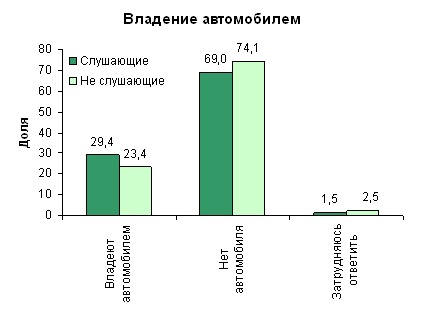 Владение автомобилем
Доля
80
70
60
50
40
30
20
10
0
Слушающие
Не слушающие
29,4
23,4
69,0
74,1
1,5
2,5
Владеют
автомобилем
Нет
автомобиля
Затрудняюсь
ответить